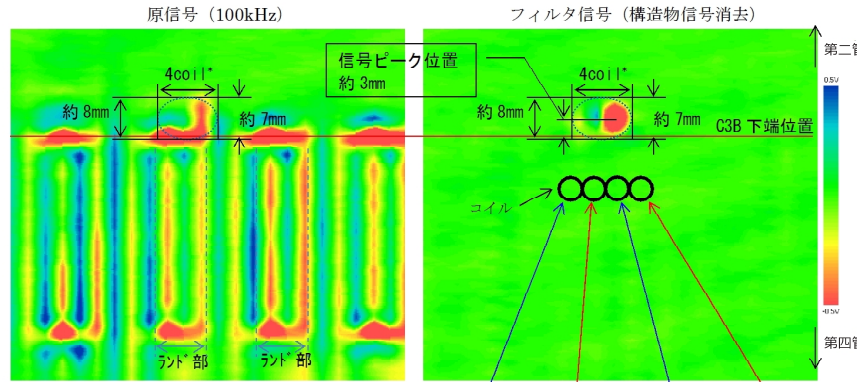 原信号（100kHz）
フィルタ信号（構造物信号消去）
第二管
4coil*
信号ピーク位置
約 3mm
4coil*
約 8mm
約 7mm
約 8mm
約 7mm
0.5V
C3B 下端位置
コイル
-0.5V
ﾗﾝﾄﾞ部
ﾗﾝﾄﾞ部
第四管